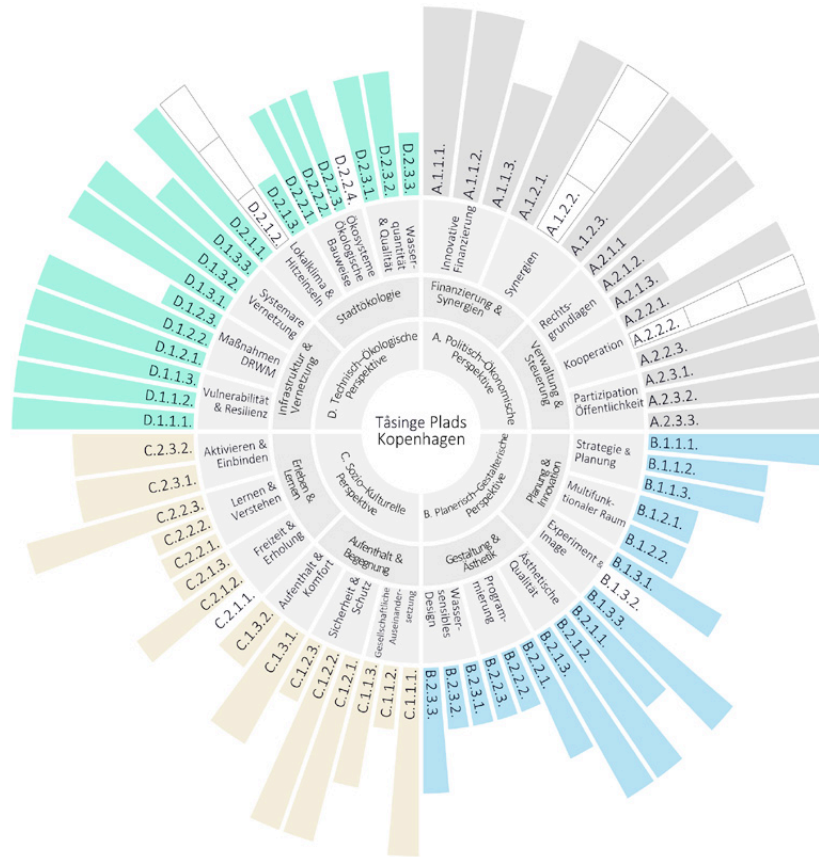 Tåsinge Plads
Kopenhagen
A. Politisch-Ökonomische
Perspektive
Finanzierung &
Synergien
Verwaltung &
Steuerung
Innovative
Finanzierung
Synergien
Rechts-
grundlagen
Kooperation
Partizipation
Öffentlichkeit
A.1.1.1.
A.1.1.2.
A.1.1.3.
A.1.2.1.
A.1.2.2.
A.1.2.3.
A.2.1.1
A.2.1.2.
A.2.1.3.
A.2.2.1.
A.2.2.2.
A.2.2.3.
A.2.3.1.
A.2.3.2.
A.2.3.3.
B. Planerisch-Gestalterische
Perspektive
Planung &
Innovation
Gestaltung &
Ästhetik
Strategie &
Planung
Multifunk-
tionaler Raum
Experiment &
Image
Ästhetische
Qualität
Program-
mierung
Wasser-
sensibles
Design
B.1.1.1.
B.1.1.2.
B.1.1.3.
B.1.2.1.
B.1.2.2.
B.1.3.1.
B.1.3.2.
B.1.3.3.
B.2.1.1.
B.2.1.2.
B.2.1.3.
B.2.2.1.
B.2.2.2.
B.2.2.3.
B.2.3.1.
B.2.3.2.
B.2.3.3.
C. Sozio-Kulturelle
Perspektive
Aufenthalt &
Begegnung
Erleben &
Lernen
Gesellschaftliche
Auseinander-
setzung
Sicherheit &
Schutz
Aufenthalt &
Komfort
Freizeit &
Erholung
Lernen &
Verstehen
Aktivieren &
Einbinden
C.1.1.1.
C.1.1.2.
C.1.1.3.
C.1.2.1.
C.1.2.2.
C.1.2.3.
C.1.3.1.
C.1.3.2.
C.2.1.1.
C.2.1.2.
C.2.1.3.
C.2.2.1.
C.2.2.2.
C.2.2.3.
C.2.3.1.
C.2.3.2.
D. Technisch-Ökologische
Perspektive
Infrastruktur &
Vernetzung
Stadtökologie
Vulnerabilität
& Resilienz
Maßnahmen
DRWM
Systemare
Vernetzung
Lokalklima &
Hitzeinseln
Ökosysteme
Ökologische
Bauweise
Wasser-
quantität
& Qualität
D.1.1.1.
D.1.1.2.
D.1.1.3.
D.1.2.1.
D.1.2.2.
D.1.2.3.
D.1.3.1
D.1.3.2.
D.1.3.3.
D.2.1.1.
D.2.1.2.
D.2.1.3.
D.2.2.1.
D.2.2.2.
D.2.2.3.
D.2.2.4.
D.2.3.1.
D.2.3.2.
D.2.3.3.